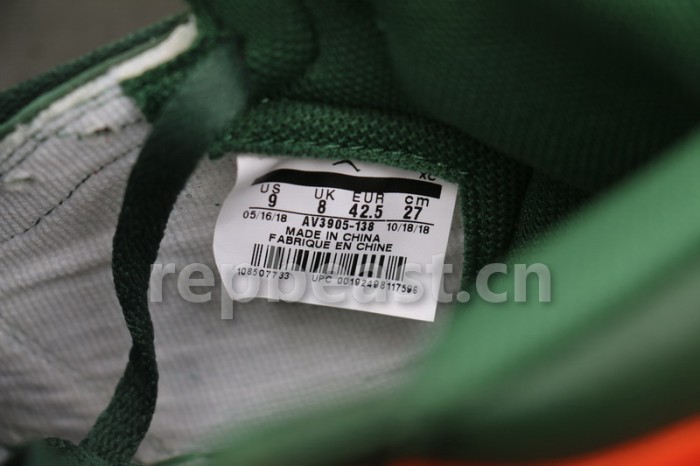 XC
US UK EUR cm
9 8 42.5 27
05/16/18 AV3905-138 10/18/18
MADE IN CHINA
FABRIQUE EN CHINE
108507733 UPC 00192498117596
repbeast.cn